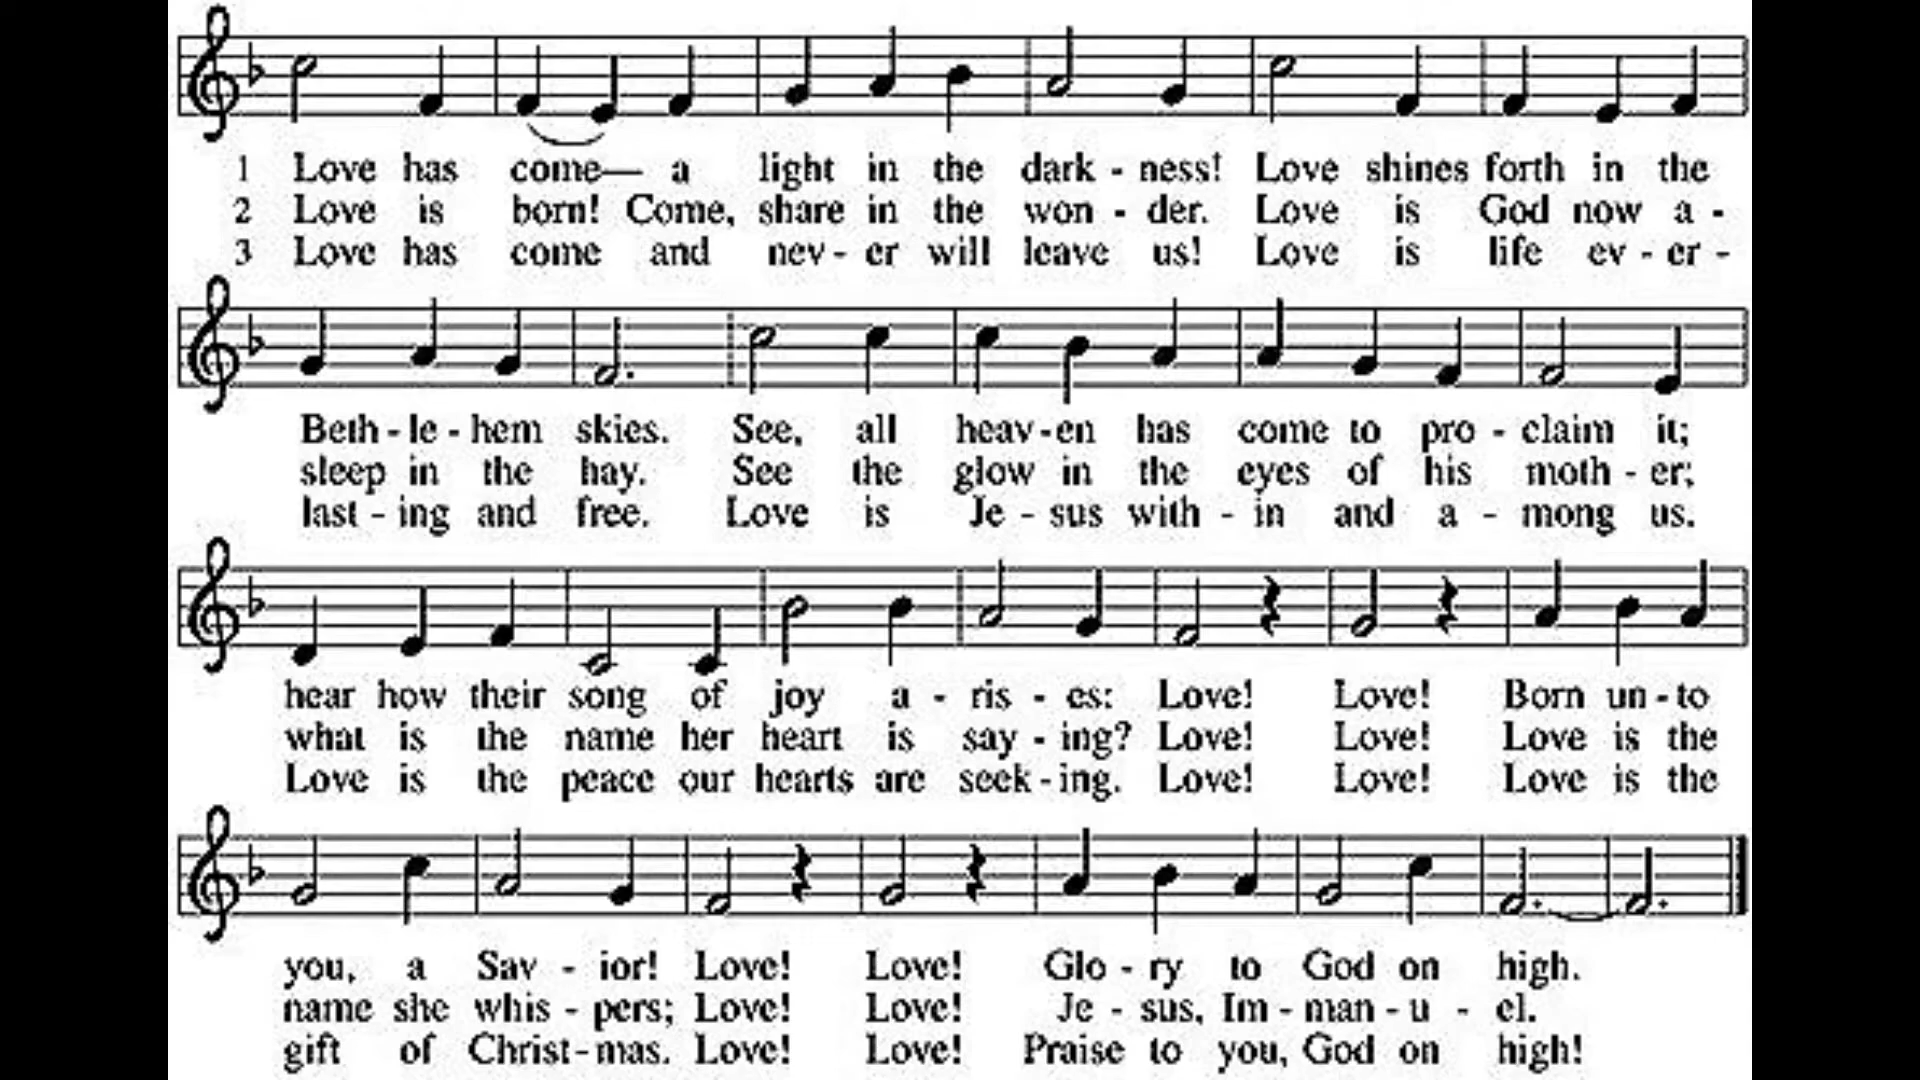 1 Love has come— a light in the dark - ness! Love shines forth in the
2 Love is born! Come, share in the won - der. Love is God now a -
3 Love has come and nev - er will leave us! Love is life ev - er -
Beth - le - hem skies. See, all heav - en has come to pro - claim it;
sleep in the hay. See the glow in the eyes of his moth - er;
last - ing and free. Love is Je - sus with - in and a - mong us.
hear how their song of joy a - ris - es: Love! Love! Born un - to
what is the name her heart is say - ing? Love! Love! Love is the
Love is the peace our hearts are seek - ing. Love! Love! Love is the
you, a Sav - ior! Love! Love! Glo - ry to God on high.
name she whis - pers; Love! Love! Je - sus, Im - man - u - el.
gift of Christ - mas. Love! Love! Praise to you, God on high!